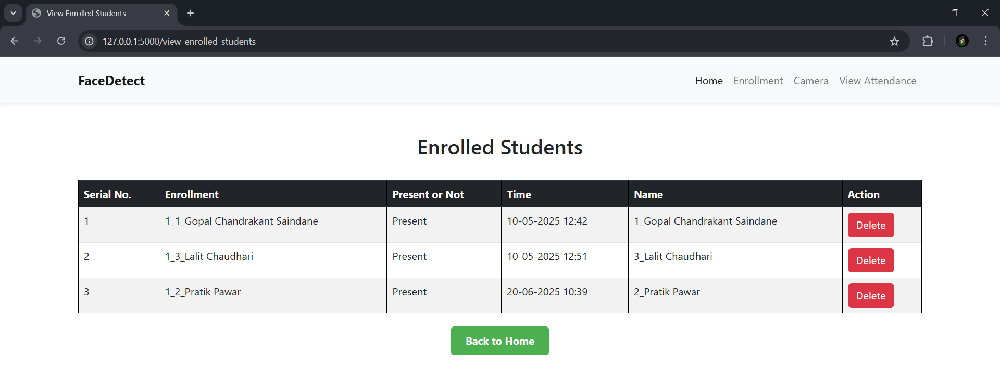 View Enrolled Students
127.0.0.1:5000/view_enrolled_students
FaceDetect Home Enrollment Camera View Attendance
Enrolled Students
Serial No. Enrollment Present or Not Time Name Action
1 1_1_Gopal Chandrakant Saindane Present 10-05-2025 12:42 1_Gopal Chandrakant Saindane Delete
2 1_3_Lalit Chaudhari Present 10-05-2025 12:51 3_Lalit Chaudhari Delete
3 1_2_Pratik Pawar Present 20-06-2025 10:39 2_Pratik Pawar Delete
Back to Home